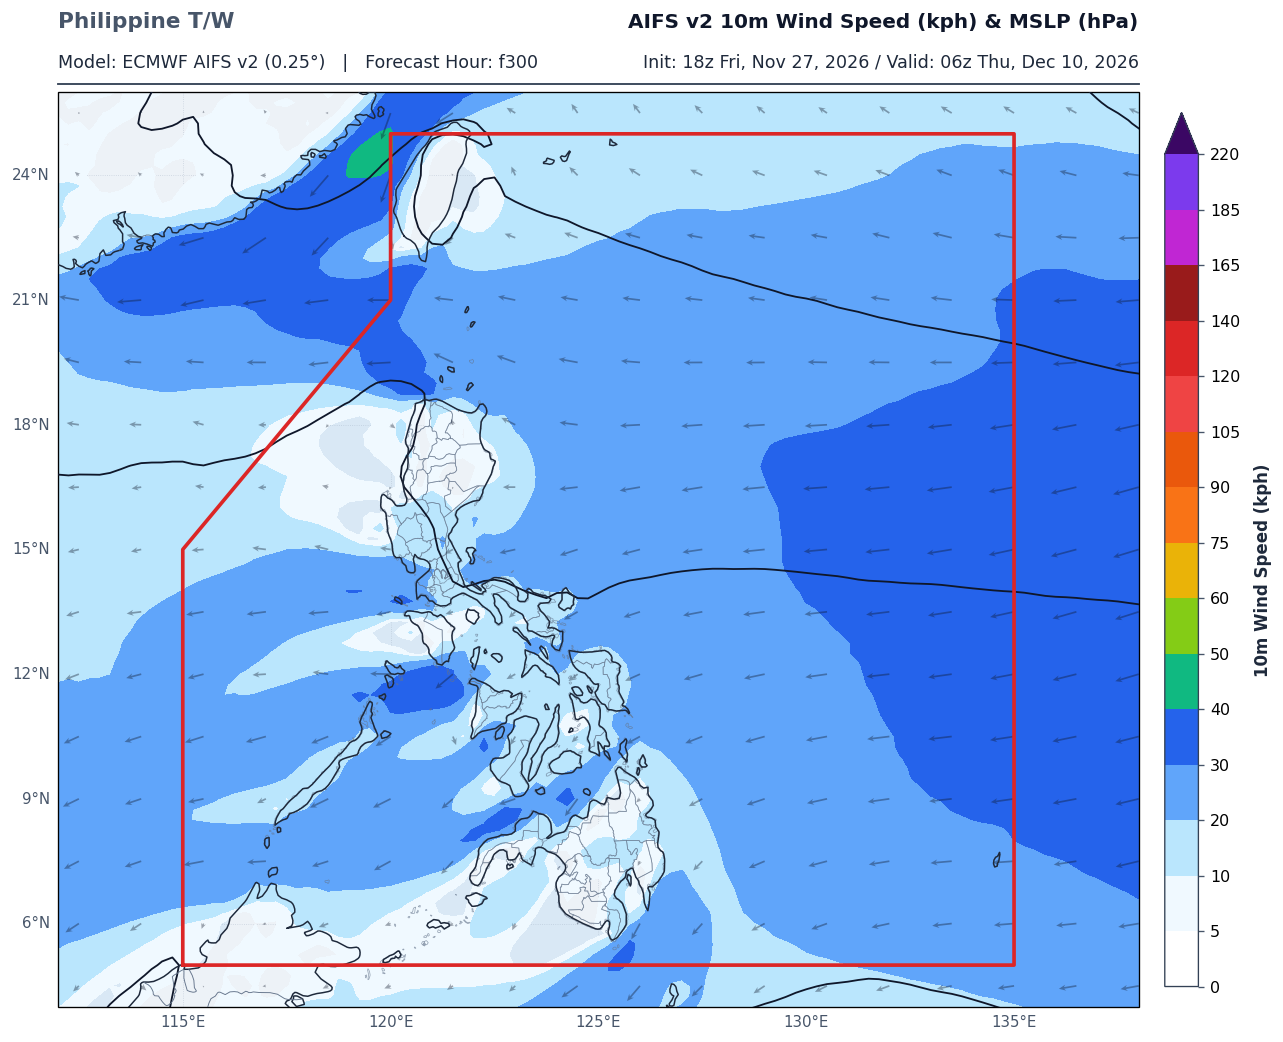 Philippine T/W
AIFS v2 10m Wind Speed (kph) & MSLP (hPa)
Model: ECMWF AIFS v2 (0.25°) | Forecast Hour: f300
Init: 18z Fri, Nov 27, 2026 / Valid: 06z Thu, Dec 10, 2026
24°N
21°N
18°N
15°N
12°N
9°N
6°N
115°E
120°E
125°E
130°E
135°E
220
185
165
140
120
105
90
75
60
50
40
30
20
10
5
0
10m Wind Speed (kph)